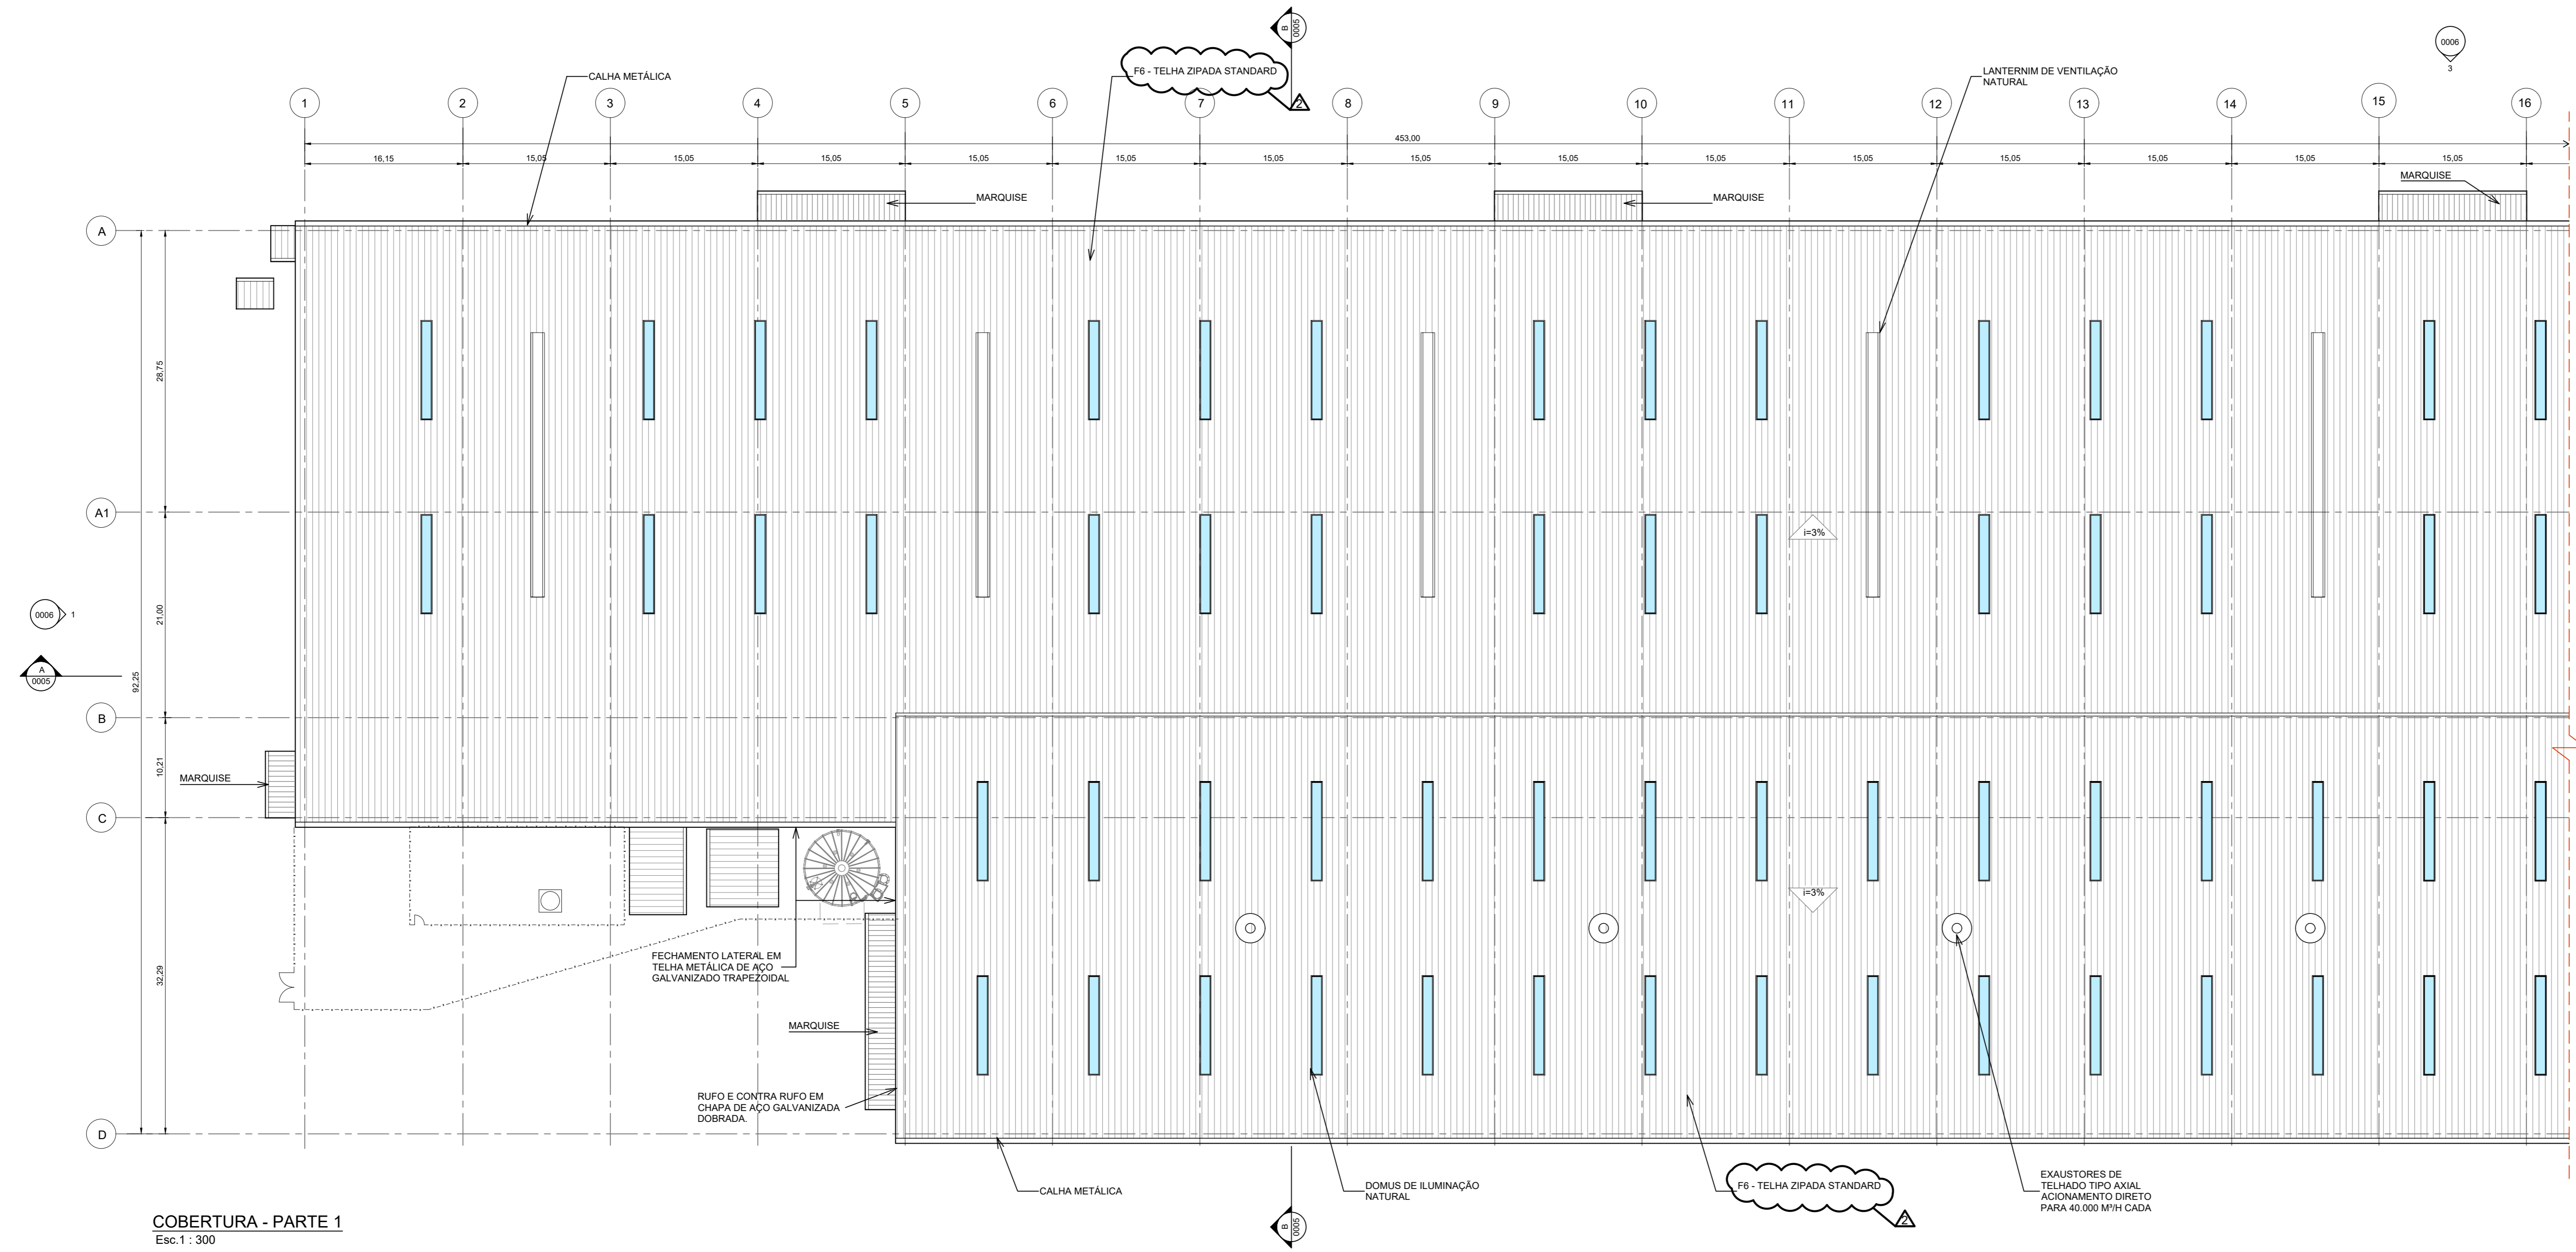 B
0005
0006
3
F6 - TELHA ZIPADA STANDARD
2
CALHA METÁLICA
LANTERNIM DE VENTILAÇÃO
NATURAL
1
2
3
4
5
6
7
8
9
10
11
12
13
14
15
16
453,00
16,15
15,05
15,05
15,05
15,05
15,05
15,05
15,05
15,05
15,05
15,05
15,05
15,05
15,05
15,05
MARQUISE
MARQUISE
MARQUISE
A
28,75
A1
i=3%
21,00
0006
1
A
0005
92,25
B
10,21
MARQUISE
C
i=3%
32,29
FECHAMENTO LATERAL EM
TELHA METÁLICA DE AÇO
GALVANIZADO TRAPEZOIDAL
MARQUISE
RUFO E CONTRA RUFO EM
CHAPA DE AÇO GALVANIZADA
DOBRADA.
D
CALHA METÁLICA
DOMUS DE ILUMINAÇÃO
NATURAL
F6 - TELHA ZIPADA STANDARD
2
EXAUSTORES DE
TELHADO TIPO AXIAL
ACIONAMENTO DIRETO
PARA 40.000 M³/H CADA
B
0005
COBERTURA - PARTE 1
Esc.1 : 300